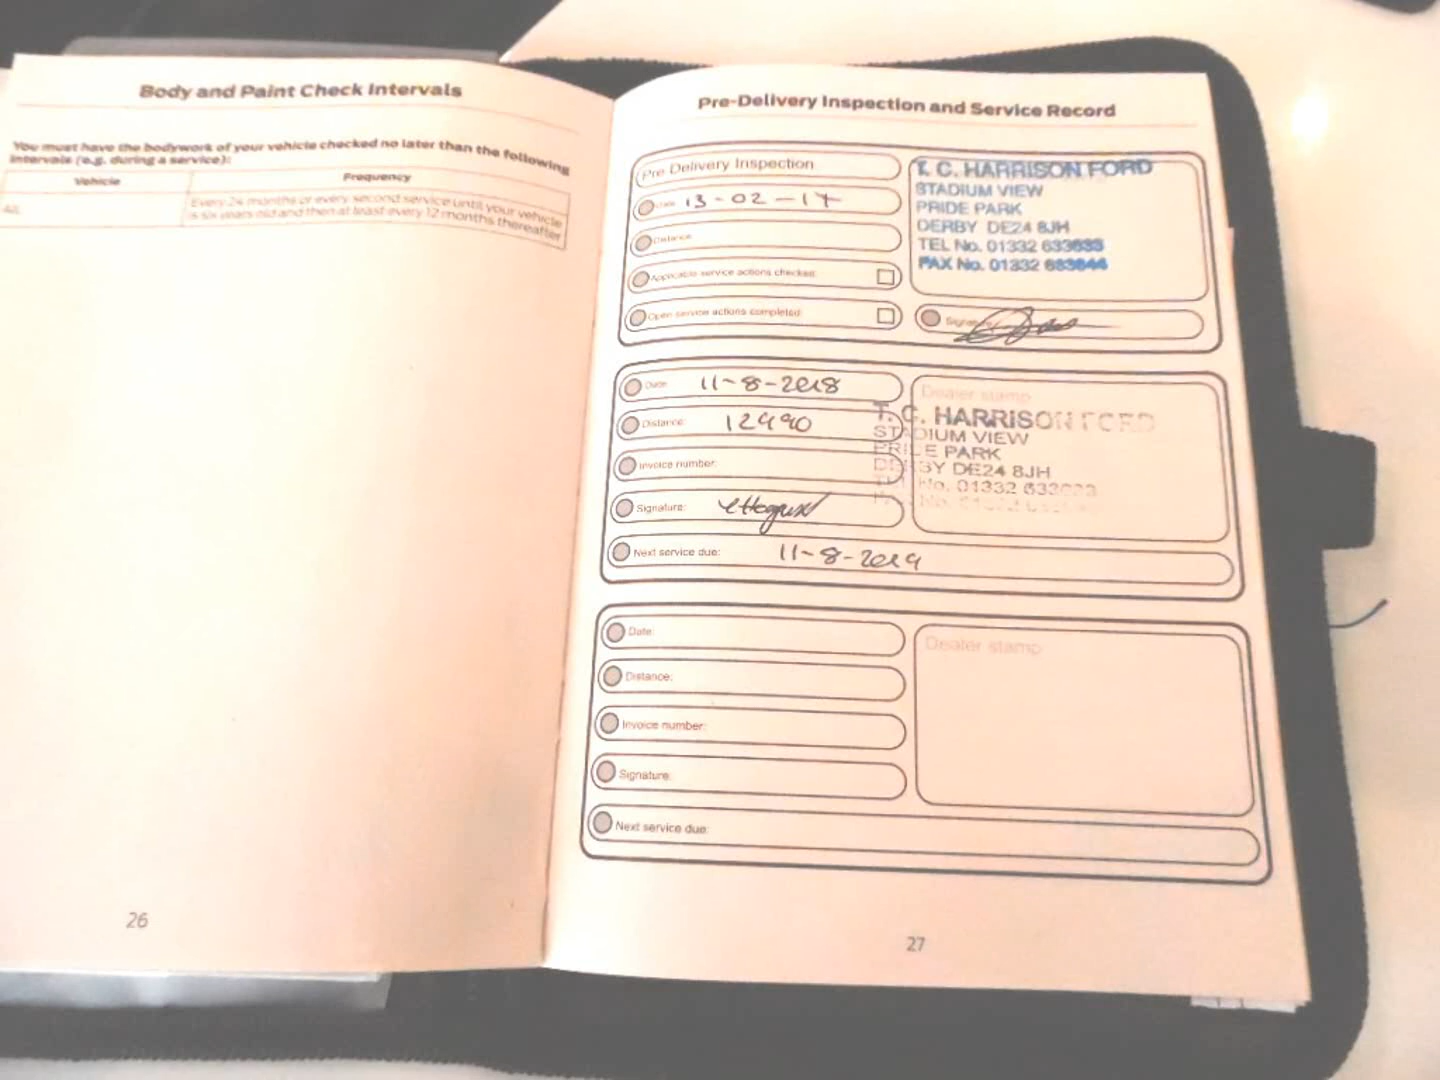 Body and Paint Check Intervals
You must have the bodywork of your vehicle checked no later than the following
intervals (e.g. during a service):
Vehicle
Frequency
All
Every 24 months or every second service until your vehicle
is six years old and then at least every 12 months thereafter
26
Pre-Delivery Inspection and Service Record
Pre Delivery Inspection
Date: 13-02-17
Distance:
Applicable service actions checked:
Open service actions completed:
T. C. HARRISON FORD
STADIUM VIEW
PRIDE PARK
DERBY DE24 8JH
TEL No. 01332
FAX No. 01332
Signature:
Date: 11-8-2018
Distance: 12990
Invoice number:
Signature:
Next service due: 11-8-2019
Dealer stamp
T. C. HARRISON FORD
STADIUM VIEW
PRIDE PARK
DERBY DE24 8JH
TEL No. 01332
Date:
Distance:
Invoice number:
Signature:
Next service due:
Dealer stamp
27